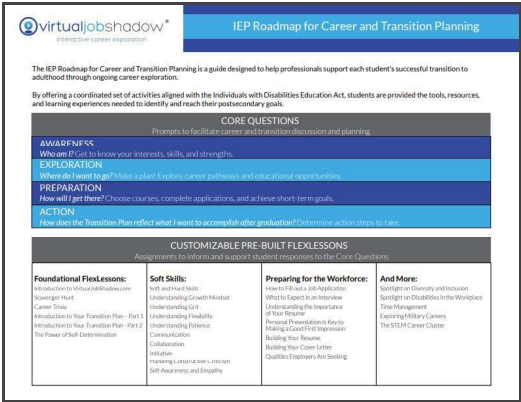 virtualjobshadow®
interactive career exploration
IEP Roadmap for Career and Transition Planning
The IEP Roadmap for Career and Transition Planning is a guide designed to help professionals support each student's successful transition to
adulthood through ongoing career exploration.
By offering a coordinated set of activities aligned with the Individuals with Disabilities Education Act, students are provided the tools, resources,
and learning experiences needed to identify and reach their postsecondary goals.
CORE QUESTIONS
Prompts to facilitate career and transition discussion and planning
AWARENESS
Who am I? Get to know your interests, skills, and strengths.
EXPLORATION
Where do I want to go? Make a plan! Explore career pathways and educational opportunities.
PREPARATION
How will I get there? Choose courses, complete applications, and achieve short-term goals.
ACTION
How does the Transition Plan reflect what I want to accomplish after graduation? Determine action steps to take.
CUSTOMIZABLE PRE-BUILT FLEXLESSONS
Assignments to inform and support student responses to the Core Questions
Foundational FlexLessons:
Introduction to VirtualJobShadow.com
Scavenger Hunt
Career Trivia
Introduction to Your Transition Plan - Part 1
Introduction to Your Transition Plan - Part 2
The Power of Self-Determination
Soft Skills:
Soft and Hard Skills
Understanding Growth Mindset
Understanding Grit
Understanding Flexibility
Understanding Patience
Communication
Collaboration
Initiative
Handling Constructive Criticism
Self-Awareness and Empathy
Preparing for the Workforce:
How to Fill out a Job Application
What to Expect in an Interview
Understanding the Importance
of Your Resume
Personal Presentation Is Key to
Making a Good First Impression
Building Your Resume
Building Your Cover Letter
Qualities Employers Are Seeking
And More:
Spotlight on Diversity and Inclusion
Spotlight on Disabilities in the Workplace
Time Management
Exploring Military Careers
The STEM Career Cluster